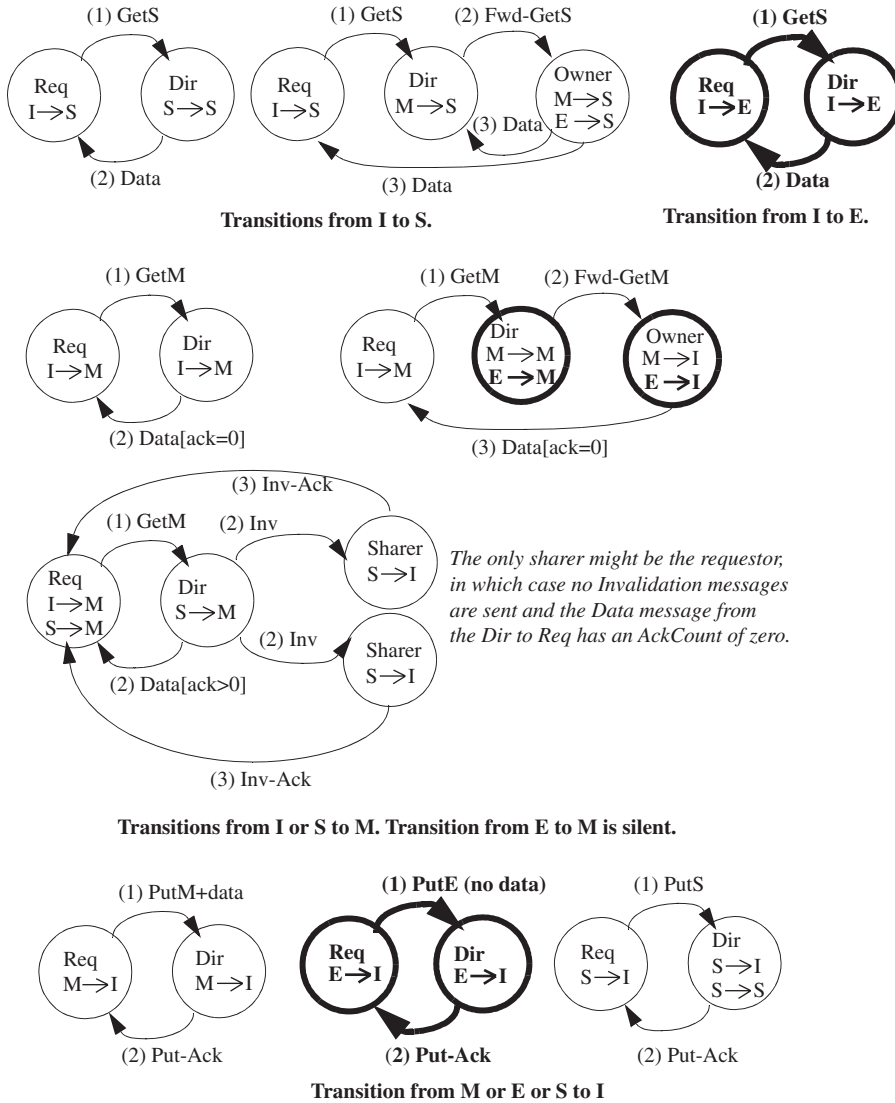 (1) GetS
Req
I→S
Dir
S→S
(2) Data
(1) GetS
(2) Fwd-GetS
Req
I→S
Dir
M→S
Owner
M→S
E→S
(3) Data
(3) Data
Transitions from I to S.
(1) GetS
Req
I→E
Dir
I→E
(2) Data
Transition from I to E.
(1) GetM
Req
I→M
Dir
I→M
(2) Data[ack=0]
(1) GetM
(2) Fwd-GetM
Req
I→M
Dir
M→M
E→M
Owner
M→I
E→I
(3) Data[ack=0]
(3) Inv-Ack
(1) GetM
(2) Inv
Req
I→M
S→M
Dir
S→M
Sharer
S→I
(2) Inv
Sharer
S→I
(2) Data[ack>0]
(3) Inv-Ack
The only sharer might be the requestor,
in which case no Invalidation messages
are sent and the Data message from
the Dir to Req has an AckCount of zero.
Transitions from I or S to M. Transition from E to M is silent.
(1) PutM+data
Req
M→I
Dir
M→I
(2) Put-Ack
(1) PutE (no data)
Req
E→I
Dir
E→I
(2) Put-Ack
(1) PutS
Req
S→I
Dir
S→I
S→S
(2) Put-Ack
Transition from M or E or S to I